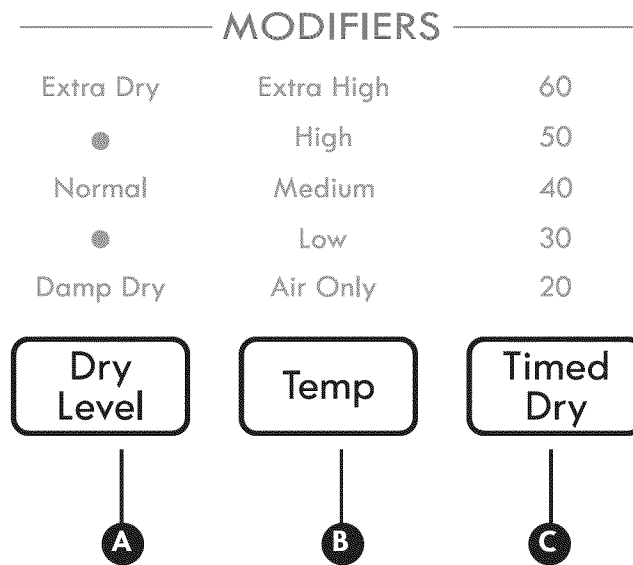 MODIFIERS
Extra Dry Extra High 60
● High 50
Normal Medium 40
● Low 30
Damp Dry Air Only 20
Dry Level Temp Timed Dry
A B C